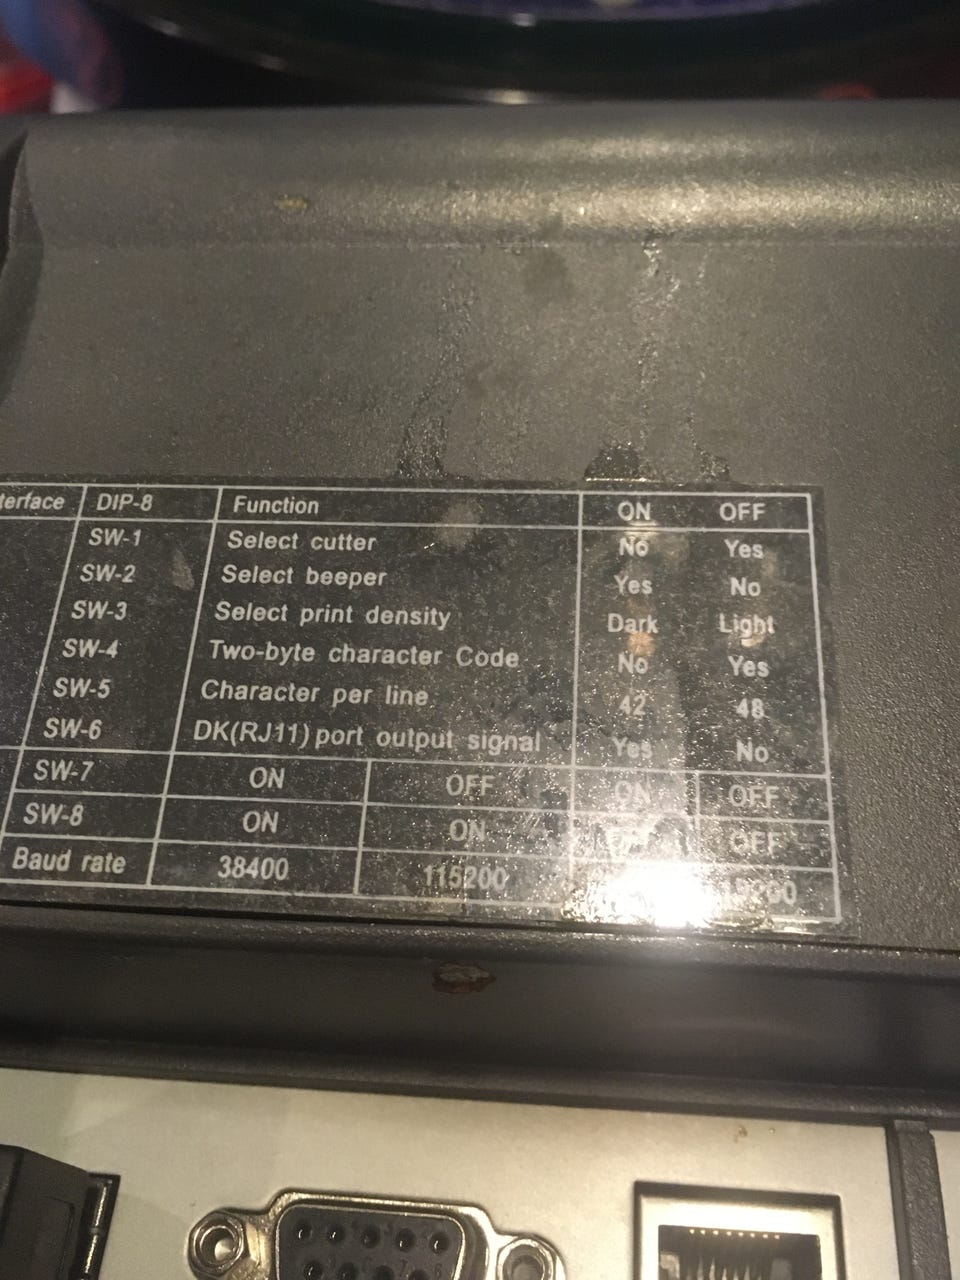 terface DIP-8 Function ON OFF
SW-1 Select cutter No Yes
SW-2 Select beeper Yes No
SW-3 Select print density Dark Light
SW-4 Two-byte character Code No Yes
SW-5 Character per line 42 48
SW-6 DK(RJ11) port output signal Yes No
SW-7 ON OFF ON OFF
SW-8 ON ON OFF
Baud rate 38400 115200